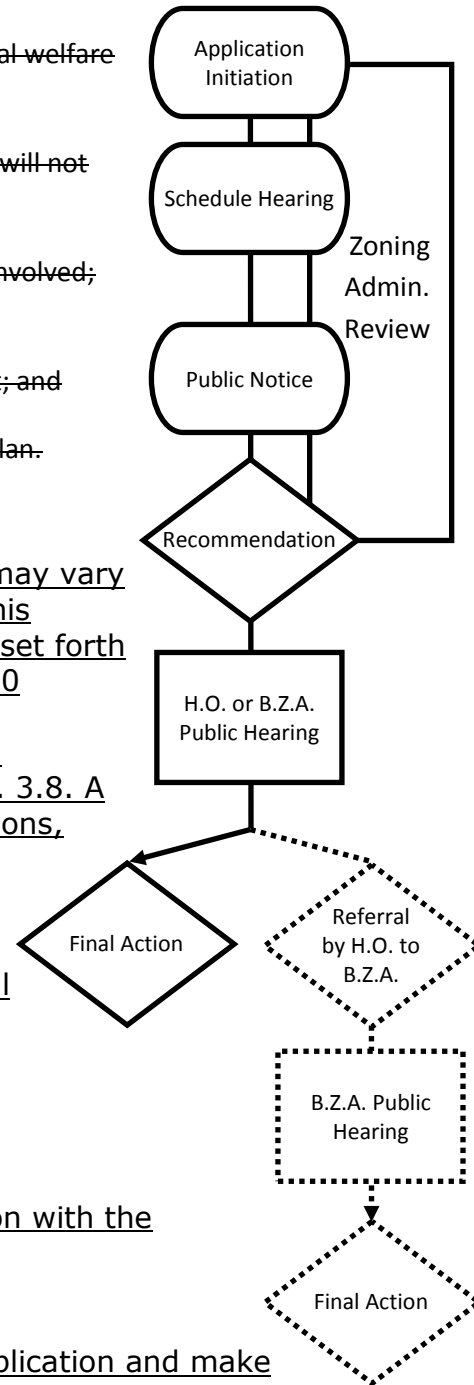 al welfare
will not
nvolved;
; and
lan.
may vary
his
set forth
0
. 3.8. A
ons,
l
on with the
plication and make
Application
Initiation
Schedule Hearing
Zoning
Admin.
Review
Public Notice
Recommendation
H.O. or B.Z.A.
Public Hearing
Final Action
Referral
by H.O. to
B.Z.A.
B.Z.A. Public
Hearing
Final Action